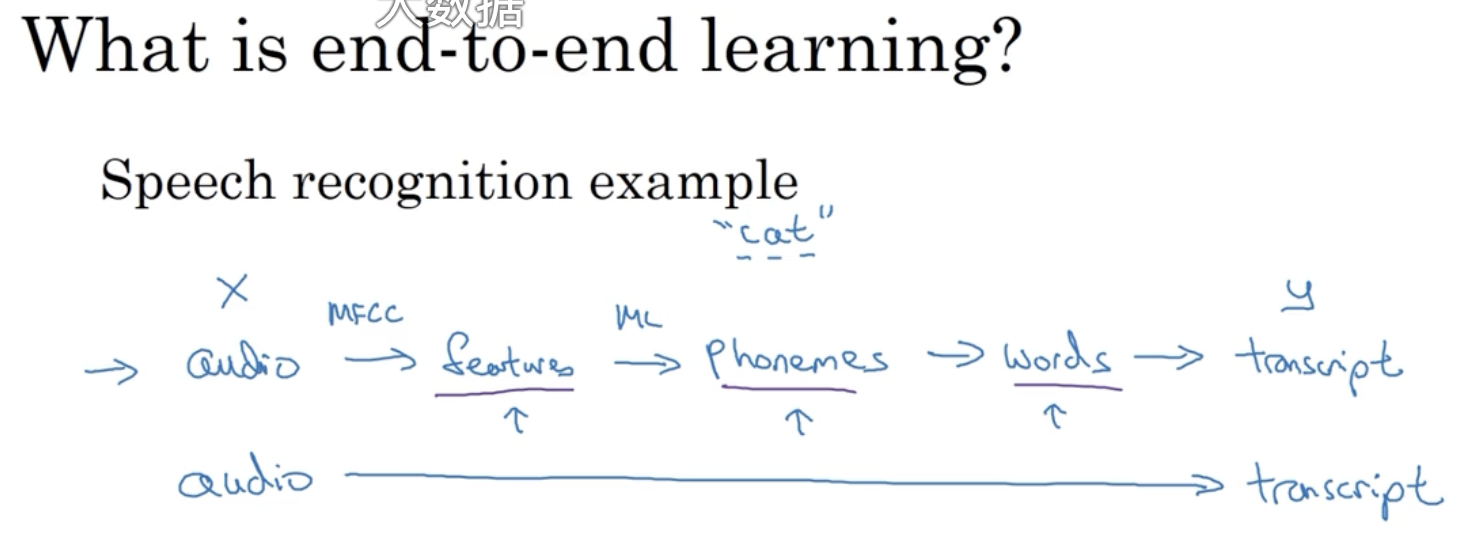 大数据
What is end-to-end learning?
Speech recognition example
"cat"
X MFCC ML y
→ audio → features → phonemes → words → transcript
↑ ↑ ↑
audio → transcript